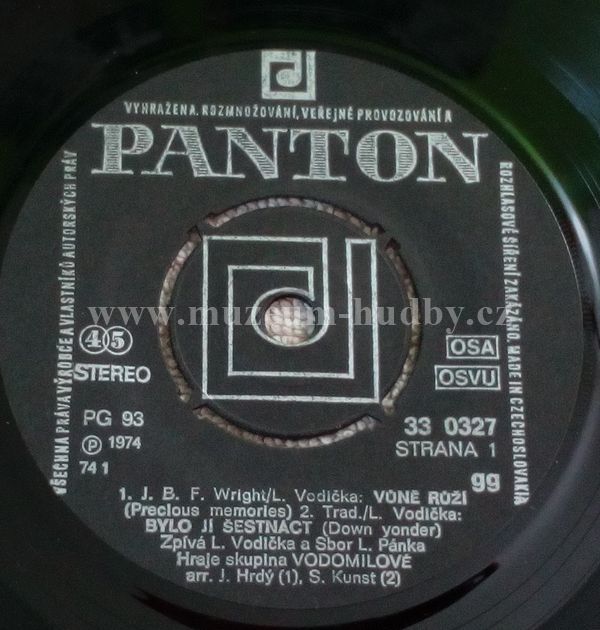 VYHRAŽENA. ROZMNOŽOVÁNÍ, VEŘEJNÉ PROVOZOVÁNÍ A
PANTON
VŠECHNA PRÁVA VÝROBCE A VLASTNÍKŮ AUTORSKÝCH PRÁV
ROZHLASOVÉ ŠÍŘENÍ ZAKÁZÁNO. MADE IN CZECHOSLOVAKIA
www.muzeum-hudby.cz
45
STEREO
OSA
OSVU
PG 93
℗ 1974
74 1
33 0327
STRANA 1
gg
1. J. B. F. Wright/L. Vodička: VŮNĚ RŮŽÍ
(Precious memories) 2. Trad./L. Vodička:
BYLO JÍ ŠESTNÁCT (Down yonder)
Zpívá L. Vodička a Sbor L. Pánka
Hraje skupina VODOMILOVÉ
arr. J. Hrdý (1), S. Kunst (2)